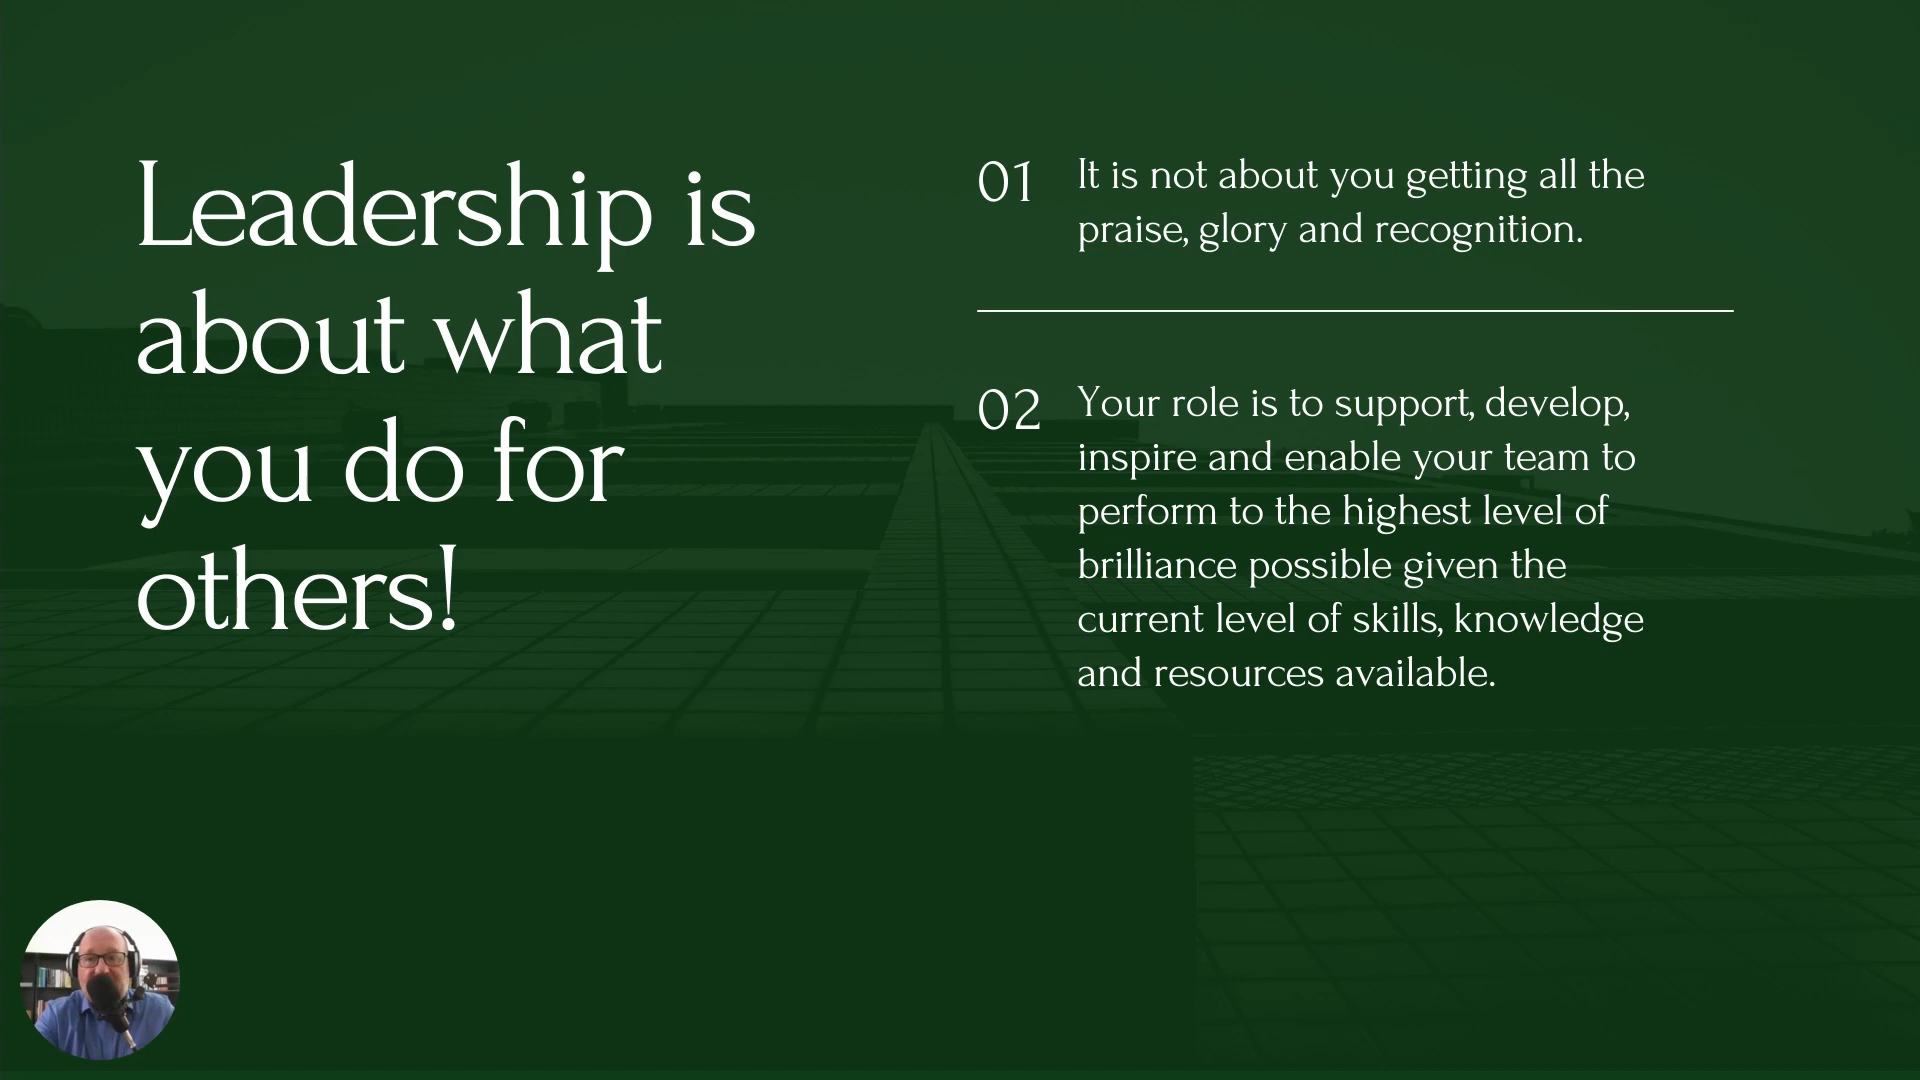 Leadership is
about what
you do for
others!
01
It is not about you getting all the
praise, glory and recognition.
02
Your role is to support, develop,
inspire and enable your team to
perform to the highest level of
brilliance possible given the
current level of skills, knowledge
and resources available.